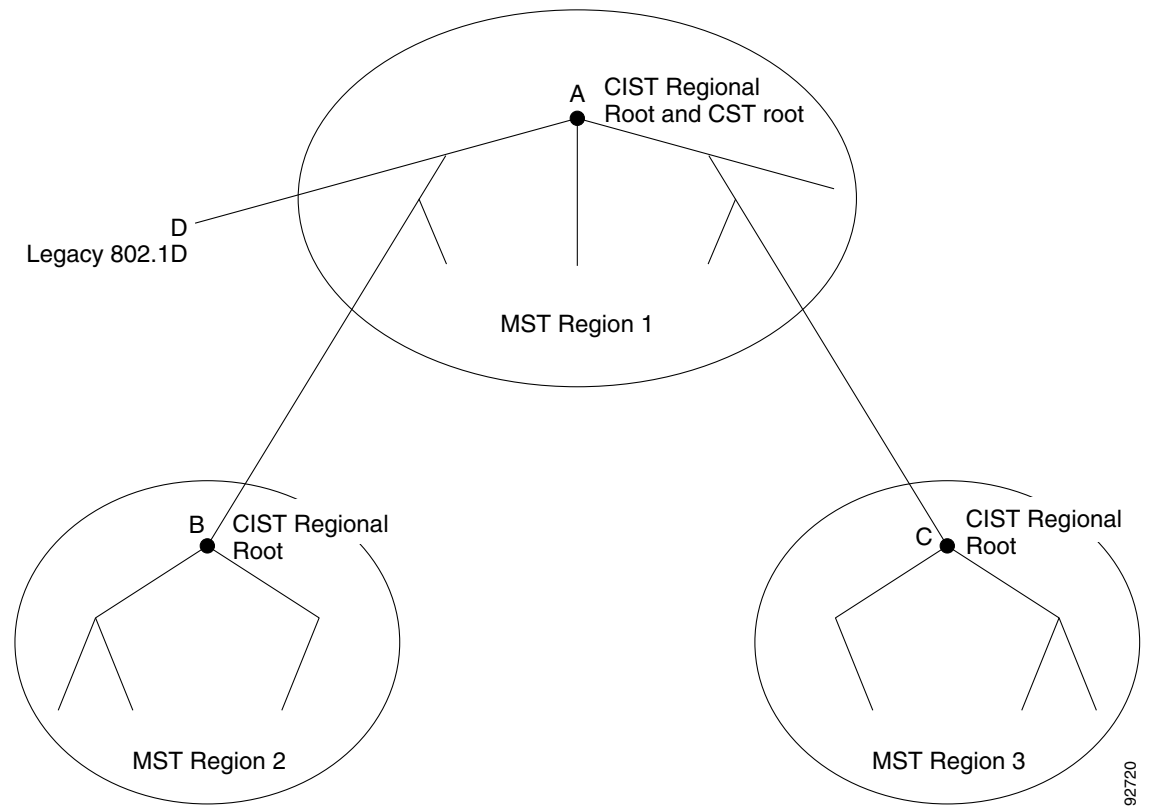 A
CIST Regional
Root and CST root
D
Legacy 802.1D
MST Region 1
B
CIST Regional
Root
C
CIST Regional
Root
MST Region 2
MST Region 3
92720